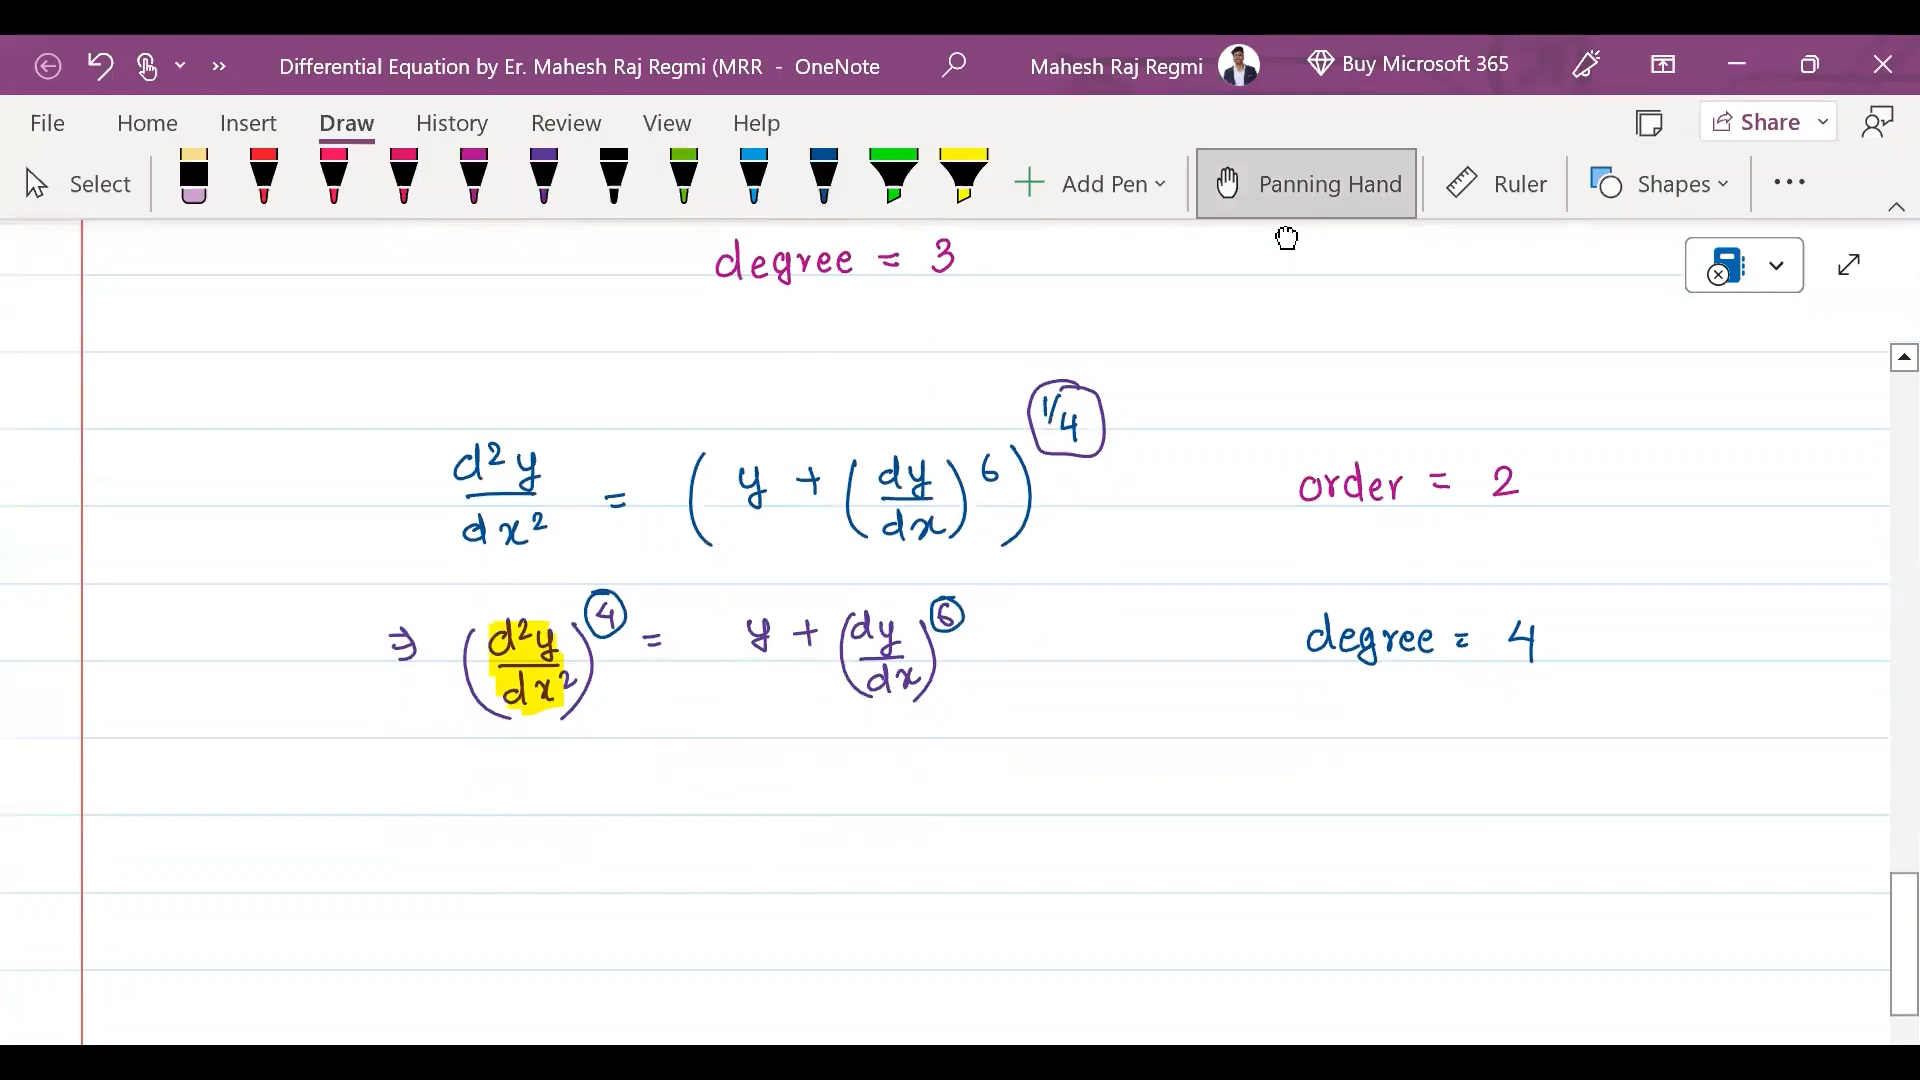 Differential Equation by Er. Mahesh Raj Regmi (MRR - OneNote
Mahesh Raj Regmi
Buy Microsoft 365
File Home Insert Draw History Review View Help
Share
Select
Add Pen
Panning Hand
Ruler
Shapes
degree = 3
d²y/dx² = (y + (dy/dx)⁶)^1/4
order = 2
⇒ (d²y/dx²)⁴ = y + (dy/dx)⁶
degree = 4